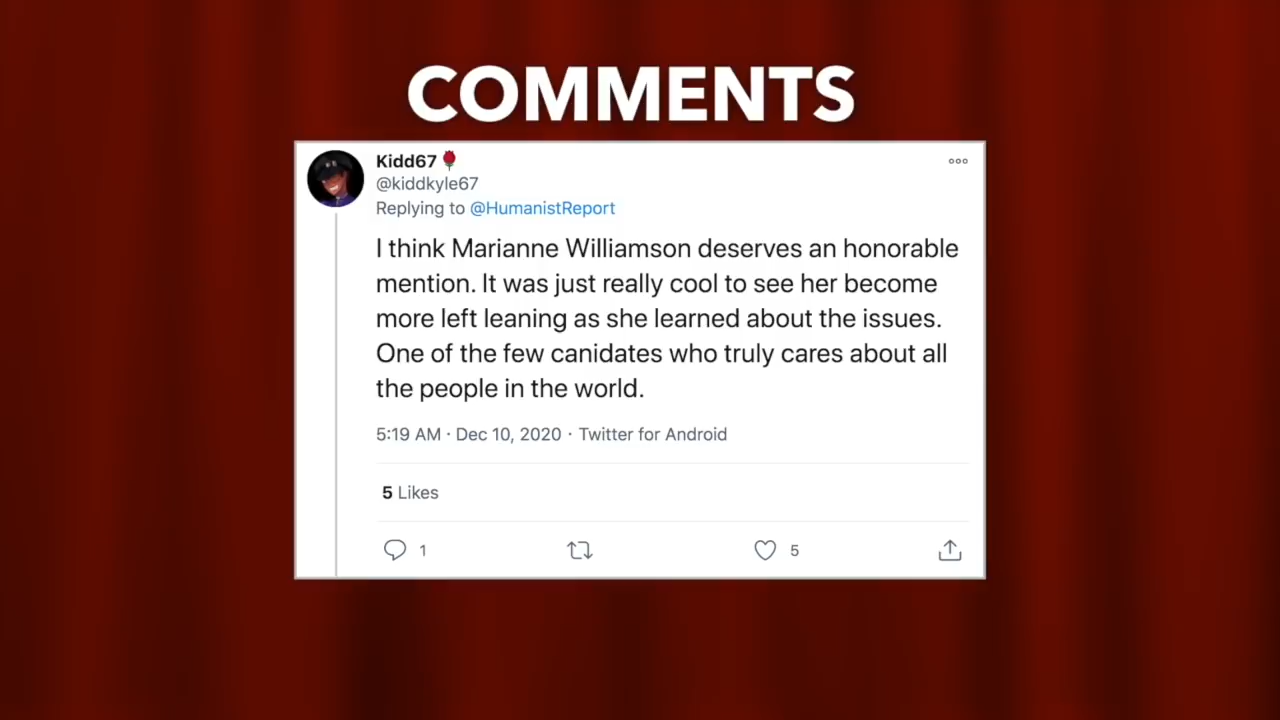 COMMENTS
Kidd67🌹
@kiddkyle67
Replying to @HumanistReport
I think Marianne Williamson deserves an honorable
mention. It was just really cool to see her become
more left leaning as she learned about the issues.
One of the few canidates who truly cares about all
the people in the world.
5:19 AM · Dec 10, 2020 · Twitter for Android
5 Likes
1 5